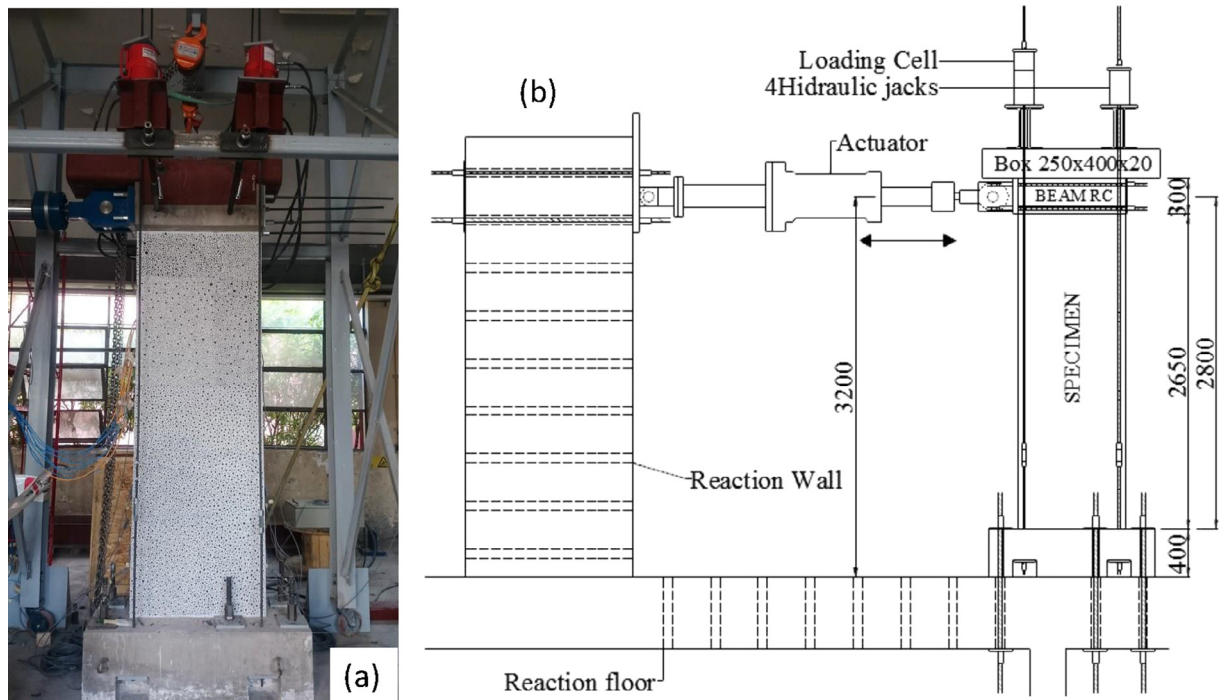 (a)
(b)
Loading Cell
4Hidraulic jacks
Actuator
Box 250x400x20
BEAM RC
300
SPECIMEN
2650
2800
3200
Reaction Wall
400
Reaction floor